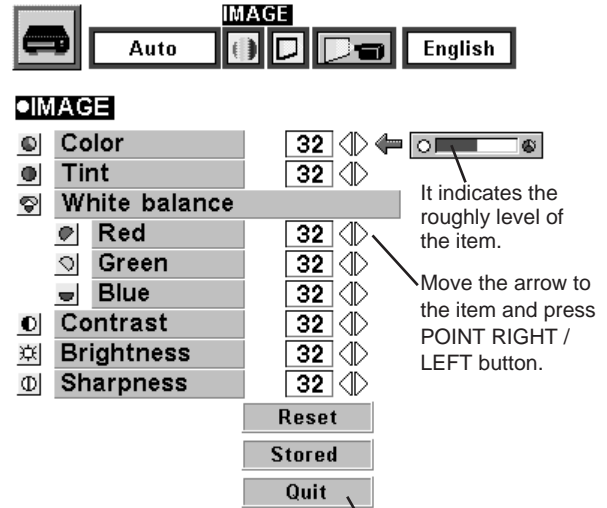 IMAGE
Auto
English
●IMAGE
Color 32
Tint 32
White balance
Red 32
Green 32
Blue 32
Contrast 32
Brightness 32
Sharpness 32
Reset
Stored
Quit
It indicates the
roughly level of
the item.
Move the arrow to
the item and press
POINT RIGHT /
LEFT button.